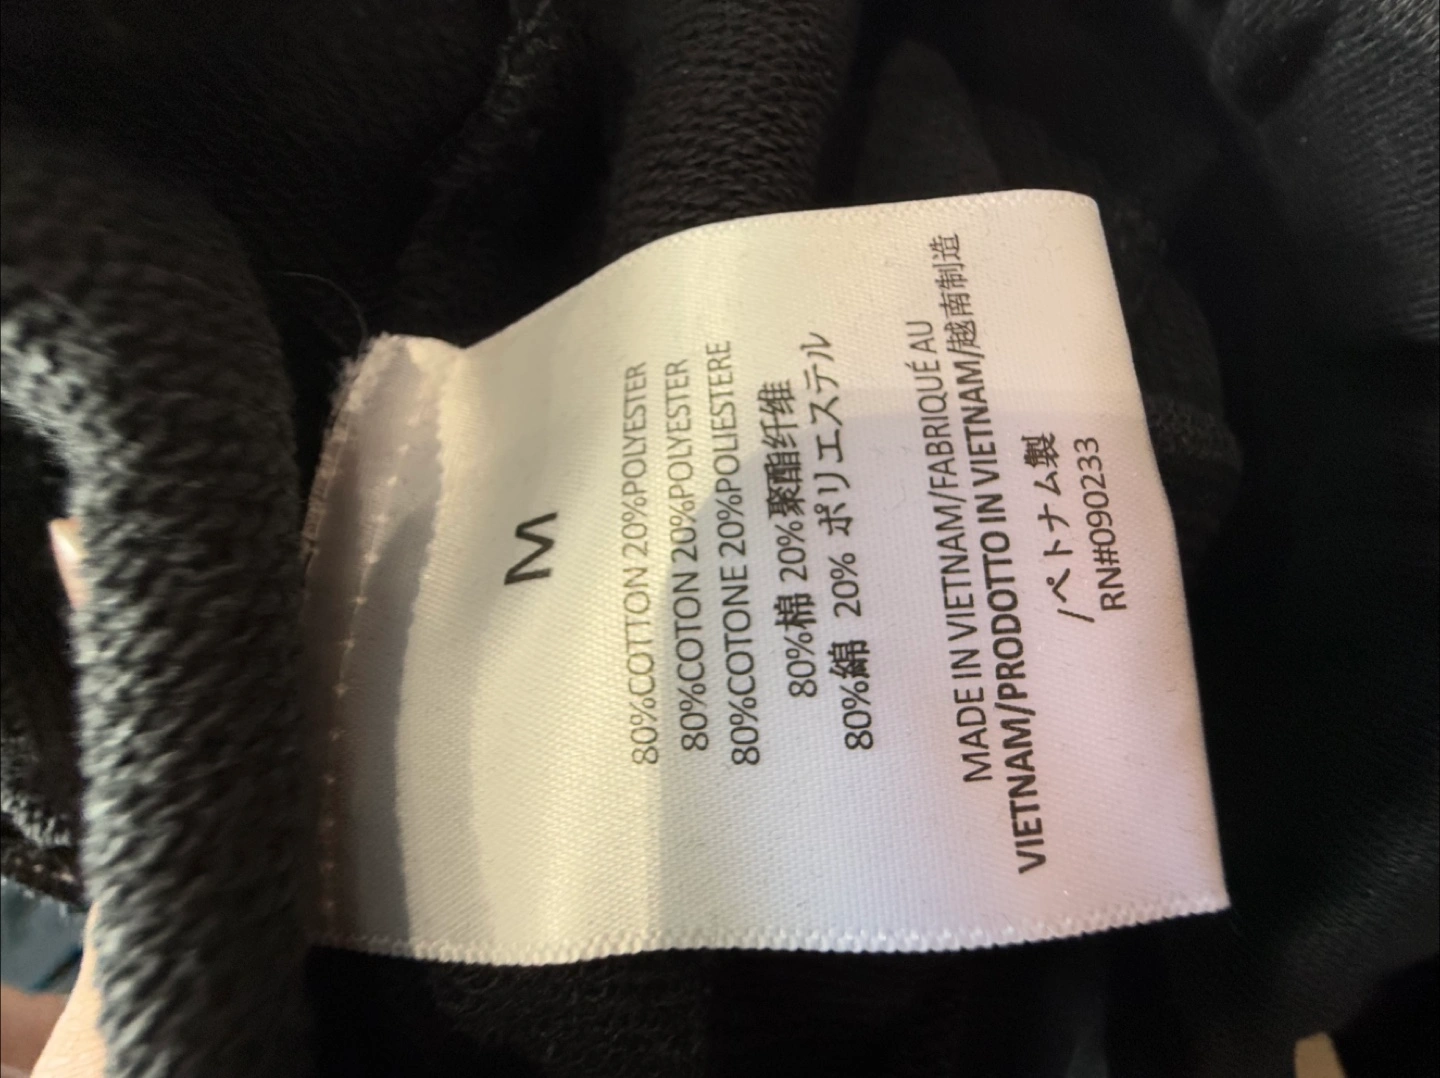 M
80%COTTON 20%POLYESTER
80%COTON 20%POLYESTER
80%COTONE 20%POLIESTERE
80%棉 20%聚酯纤维
80%綿 20% ポリエステル
MADE IN VIETNAM/FABRIQUÉ AU
VIETNAM/PRODOTTO IN VIETNAM/越南制造
/ベトナム製
RN#090233